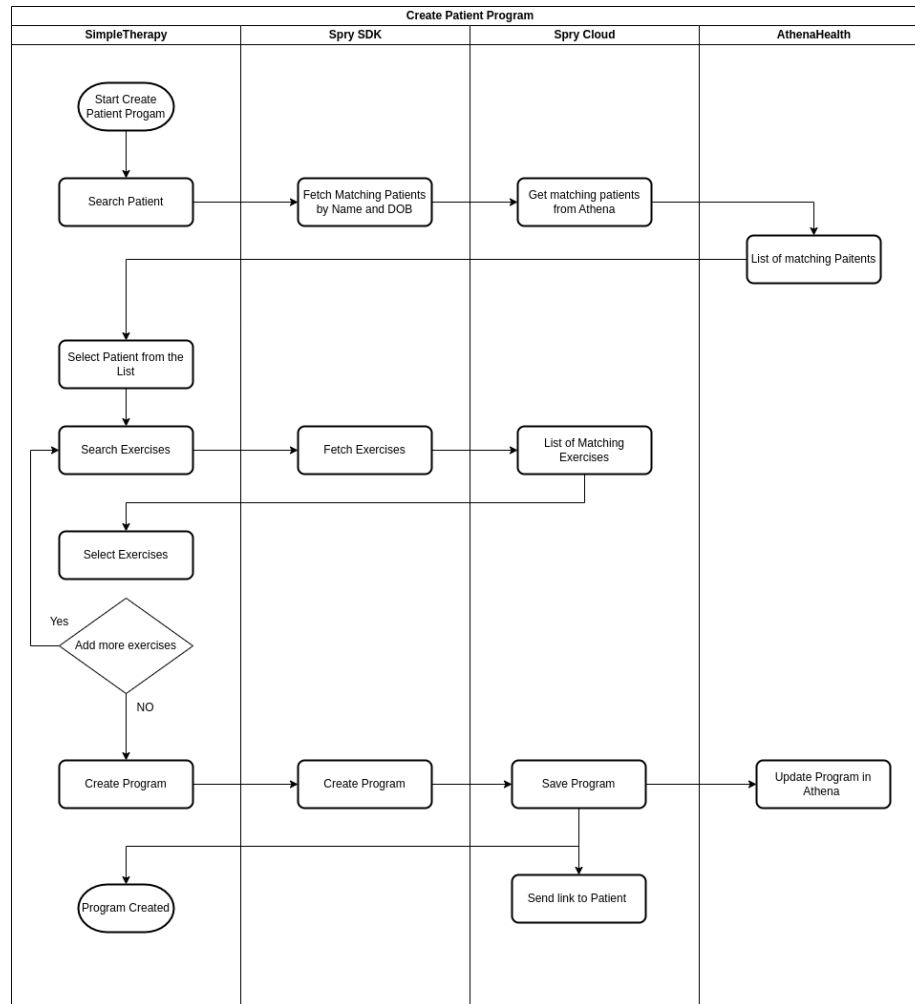 Create Patient Program
SimpleTherapy
Spry SDK
Spry Cloud
AthenaHealth
Start Create
Patient Progam
Search Patient
Fetch Matching Patients
by Name and DOB
Get matching patients
from Athena
List of matching Paitents
Select Patient from the
List
Search Exercises
Fetch Exercises
List of Matching
Exercises
Select Exercises
Yes
Add more exercises
NO
Create Program
Create Program
Save Program
Update Program in
Athena
Program Created
Send link to Patient